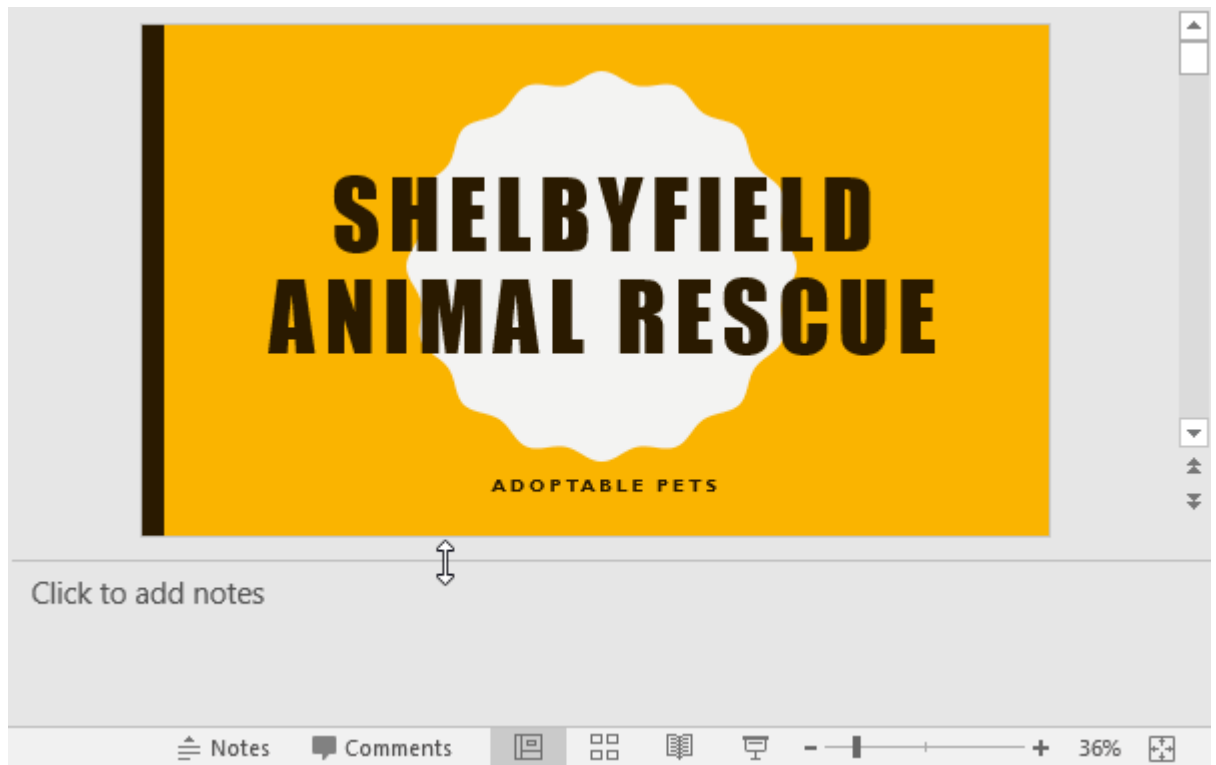 SHELBYFIELD
ANIMAL RESCUE
ADOPTABLE PETS
Click to add notes
Notes Comments 36%